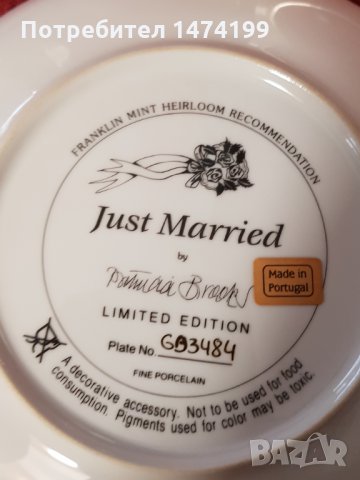 Потребител 1474199
FRANKLIN MINT HEIRLOOM RECOMMENDATION
Just Married
by
Patricia Brooks
Made in
Portugal
LIMITED EDITION
Plate No. GB3484
FINE PORCELAIN
A decorative accessory. Not to be used for food
consumption. Pigments used for color may be toxic.
BAZAR